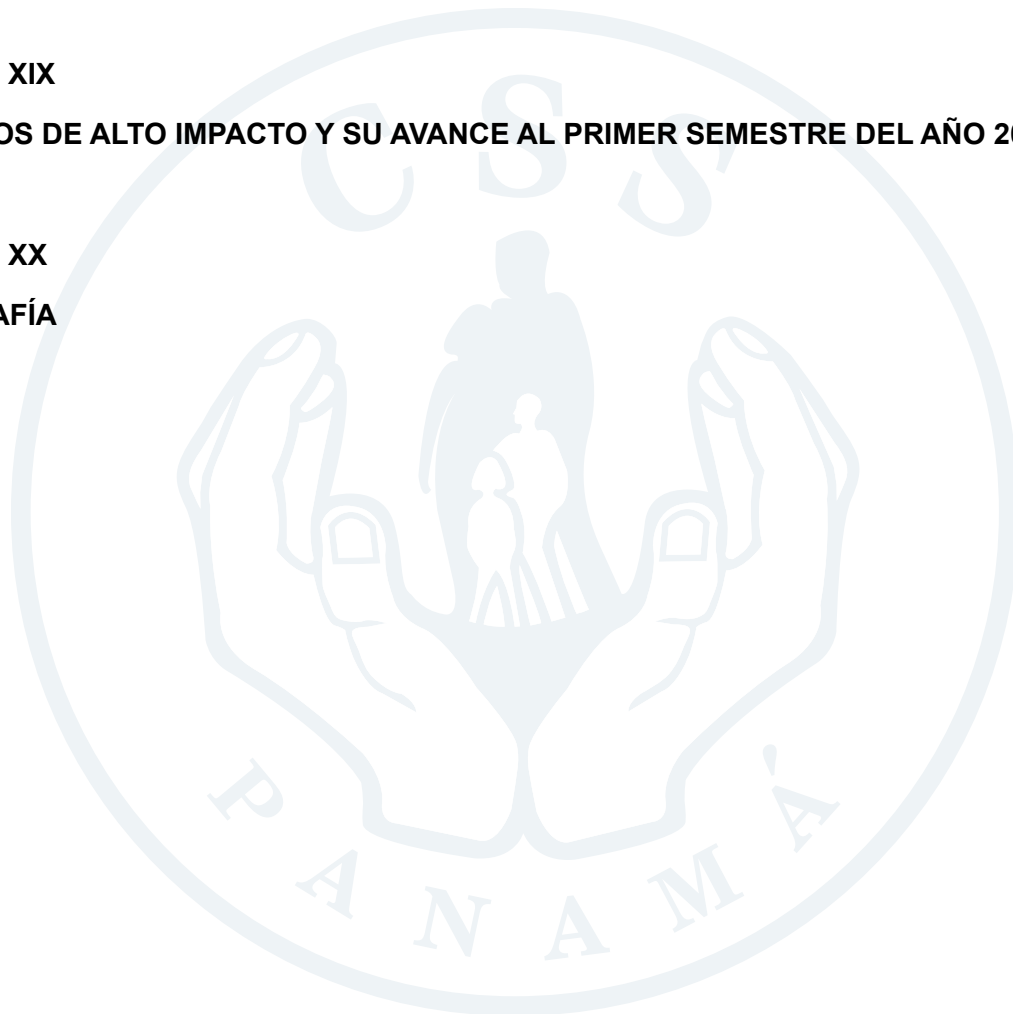 XIX
OS DE ALTO IMPACTO Y SU AVANCE AL PRIMER SEMESTRE DEL AÑO 20
XX
AFÍA
CSS
PANAMÁ